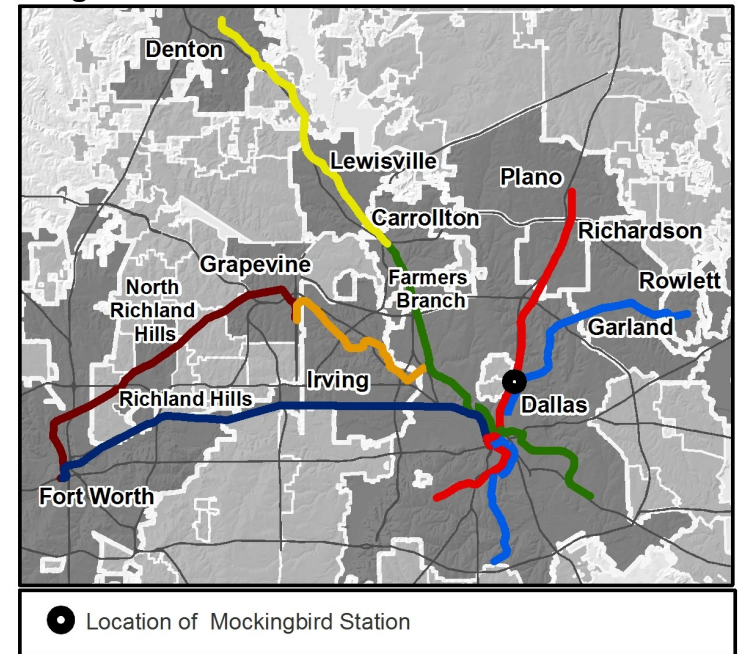 Denton
Lewisville
Plano
Carrollton
Richardson
Grapevine
Farmers
Branch
Rowlett
North
Richland
Hills
Garland
Irving
Richland Hills
Dallas
Fort Worth
Location of Mockingbird Station